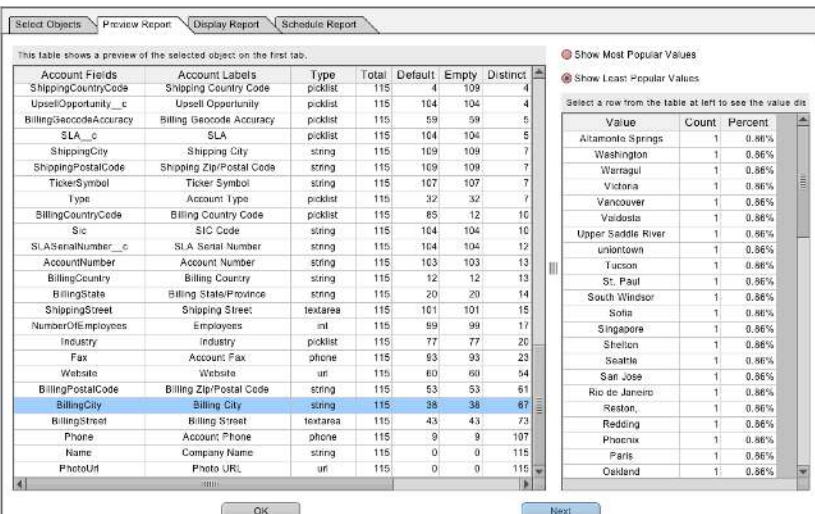 Select Objects Preview Report Display Report Schedule Report
This table shows a preview of the selected object on the first tab.
Account Fields Account Labels Type Total Default Empty Distinct
ShippingCountryCode Shipping Country Code picklist 115 4 109 4
UpsellOpportunity__c Upsell Opportunity picklist 115 104 104 4
BillingGeocodeAccuracy Billing Geocode Accuracy picklist 115 59 59 5
SLA__c SLA picklist 115 104 104 5
ShippingCity Shipping City string 115 109 109 7
ShippingPostalCode Shipping Zip/Postal Code string 115 109 109 7
TickerSymbol Ticker Symbol string 115 107 107 7
Type Account Type picklist 115 32 32 7
BillingCountryCode Billing Country Code picklist 115 85 12 10
Sic SIC Code string 115 104 104 10
SLASerialNumber__c SLA Serial Number string 115 104 104 12
AccountNumber Account Number string 115 103 103 13
BillingCountry Billing Country string 115 12 12 13
BillingState Billing State/Province string 115 20 20 14
ShippingStreet Shipping Street textarea 115 101 101 15
NumberOfEmployees Employees int 115 99 99 17
Industry Industry picklist 115 77 77 20
Fax Account Fax phone 115 93 93 23
Website Website url 115 60 60 54
BillingPostalCode Billing Zip/Postal Code string 115 53 53 61
BillingCity Billing City string 115 38 38 67
BillingStreet Billing Street textarea 115 43 43 73
Phone Account Phone phone 115 9 9 107
Name Company Name string 115 0 0 115
PhotoUrl Photo URL url 115 0 0 115
Show Most Popular Values
Show Least Popular Values
Select a row from the table at left to see the value dis
Value Count Percent
Altamonte Springs 1 0.86%
Washington 1 0.86%
Warragul 1 0.86%
Victoria 1 0.86%
Vancouver 1 0.86%
Valdosta 1 0.86%
Upper Saddle River 1 0.86%
uniontown 1 0.86%
Tucson 1 0.86%
St. Paul 1 0.86%
South Windsor 1 0.86%
Sofia 1 0.86%
Singapore 1 0.86%
Shelton 1 0.86%
Seattle 1 0.86%
San Jose 1 0.86%
Rio de Janeiro 1 0.86%
Reston, 1 0.86%
Redding 1 0.86%
Phoenix 1 0.86%
Paris 1 0.86%
Oakland 1 0.86%
OK Next